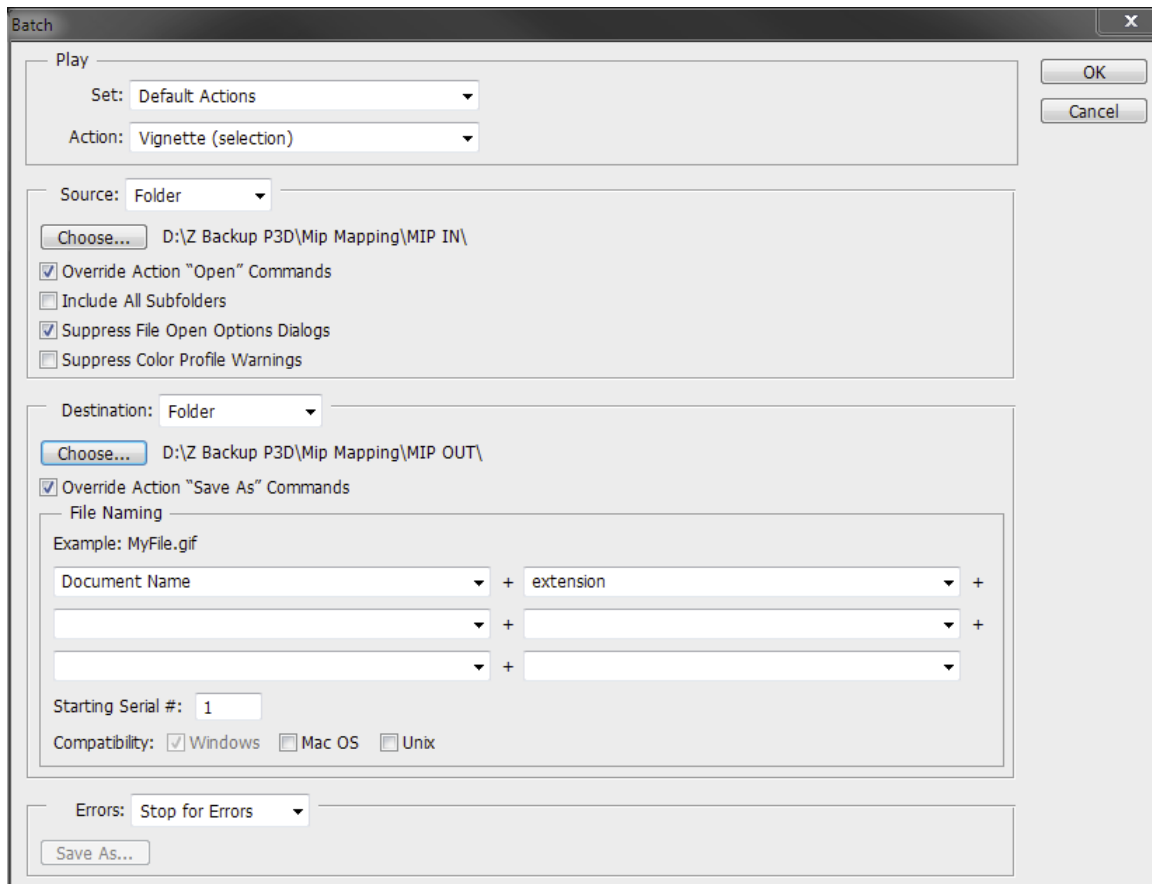 Batch
Play
OK
Set: Default Actions
Cancel
Action: Vignette (selection)
Source: Folder
Choose... D:\Z Backup P3D\Mip Mapping\MIP IN\
Override Action “Open” Commands
Include All Subfolders
Suppress File Open Options Dialogs
Suppress Color Profile Warnings
Destination: Folder
Choose... D:\Z Backup P3D\Mip Mapping\MIP OUT\
Override Action “Save As” Commands
File Naming
Example: MyFile.gif
Document Name + extension +
+ +
+
Starting Serial #: 1
Compatibility: Windows Mac OS Unix
Errors: Stop for Errors
Save As...